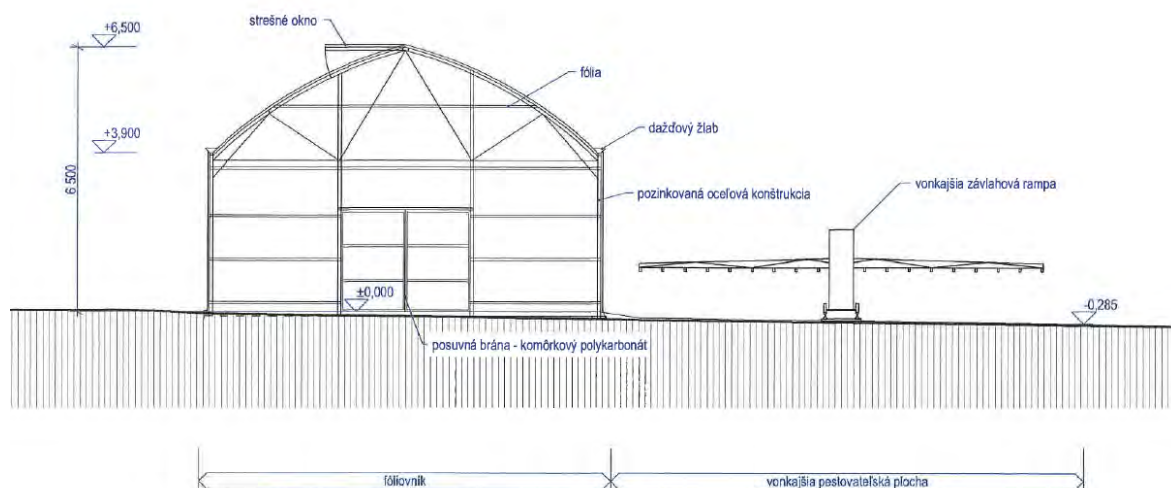 +6,500
strešné okno
fólia
+3,900
dažďový žlab
6 500
pozinkovaná oceľová konštrukcia
vonkajšia závlahová rampa
±0,000
-0,285
posuvná brána - komôrkový polykarbonát
fóliovník
vonkajšia pestovateľská plocha